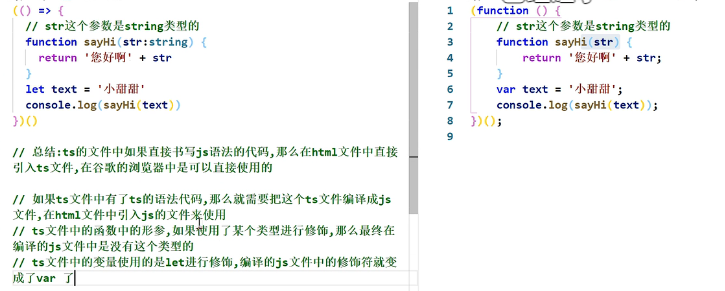 (() => {
// str这个参数是string类型的
function sayHi(str:string) {
return '您好啊' + str
}
let text = '小甜甜'
console.log(sayHi(text))
})()
// 总结:ts的文件中如果直接书写js语法的代码,那么在html文件中直接
引入ts文件,在谷歌的浏览器中是可以直接使用的
// 如果ts文件中有了ts的语法代码,那么就需要把这个ts文件编译成js
文件,在html文件中引入js的文件来使用
// ts文件中的函数中的形参,如果使用了某个类型进行修饰,那么最终在
编译的js文件中是没有这个类型的
// ts文件中的变量使用的是let进行修饰,编译的js文件中的修饰符就变
成了var 了
1 (function () {
2 // str这个参数是string类型的
3 function sayHi(str) {
4 return '您好啊' + str;
5 }
6 var text = '小甜甜';
7 console.log(sayHi(text));
8 })();
9